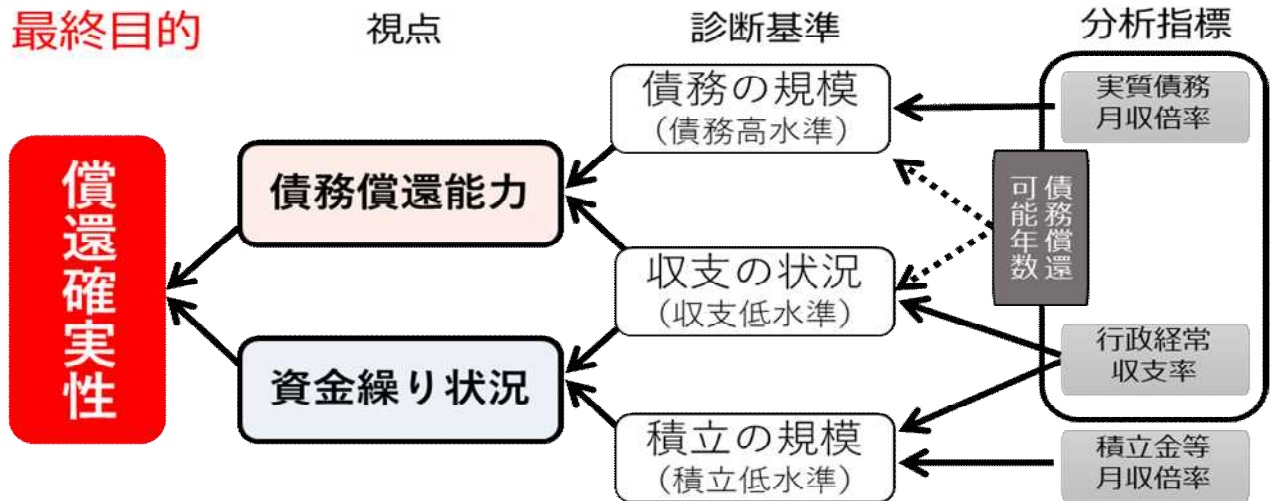 最終目的
視点
診断基準
分析指標
償還確実性
債務償還能力
資金繰り状況
債務の規模
(債務高水準)
収支の状況
(収支低水準)
積立の規模
(積立低水準)
実質債務
月収倍率
債務償還
可能年数
行政経常
収支率
積立金等
月収倍率